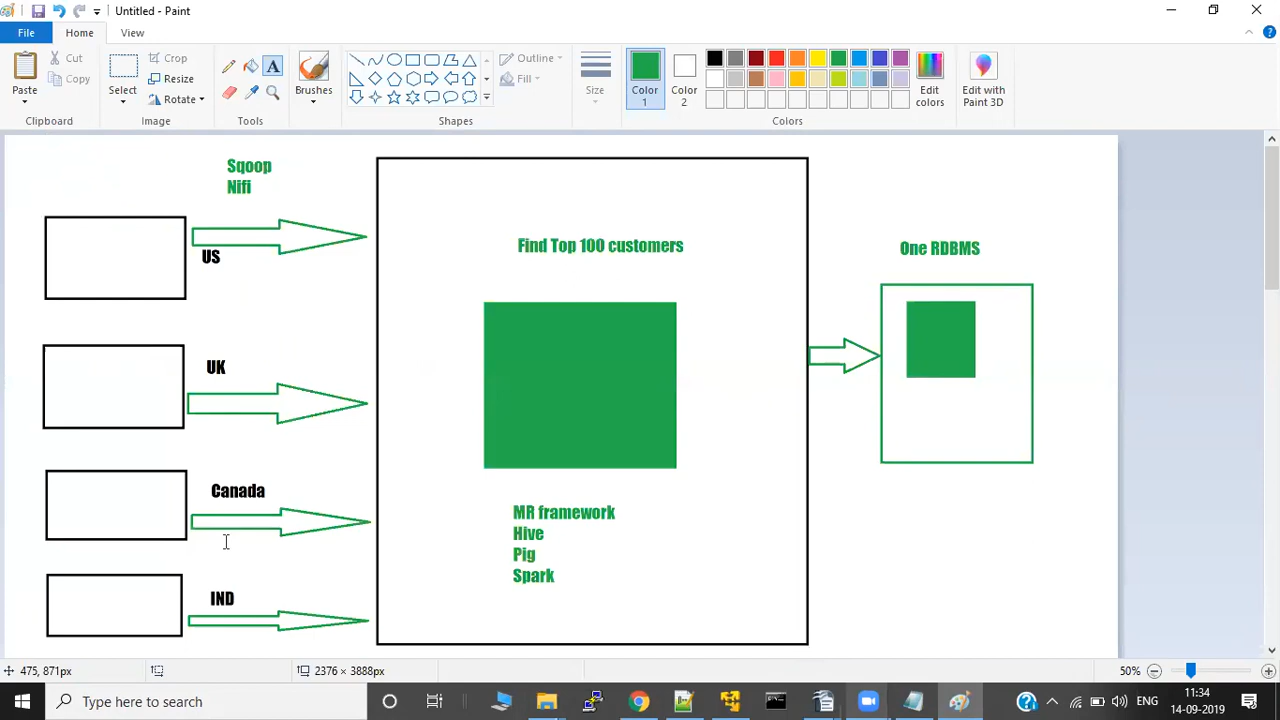 Untitled - Paint
File
Home
View
Paste
Cut
Copy
Clipboard
Select
Crop
Resize
Rotate
Image
A
Tools
Brushes
Outline
Fill
Shapes
Size
Color 1
Color 2
Edit colors
Edit with Paint 3D
Colors
Sqoop
Nifi
US
UK
Canada
IND
Find Top 100 customers
MR framework
Hive
Pig
Spark
One RDBMS
475, 871px
2376 × 3888px
50%
Type here to search
ENG
11:34
14-09-2019